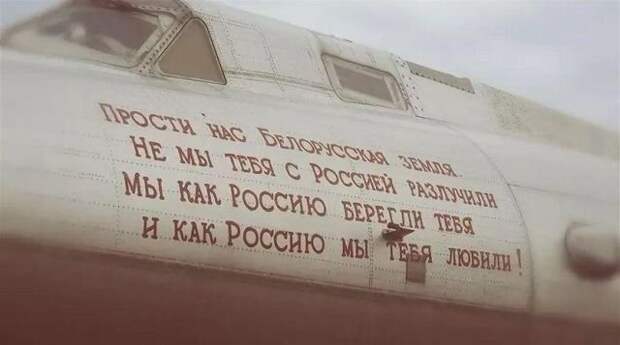 Прости нас Белорусская земля
Не мы тебя с Россией разлучили
Мы как Россию берегли тебя
и как Россию мы тебя любили!